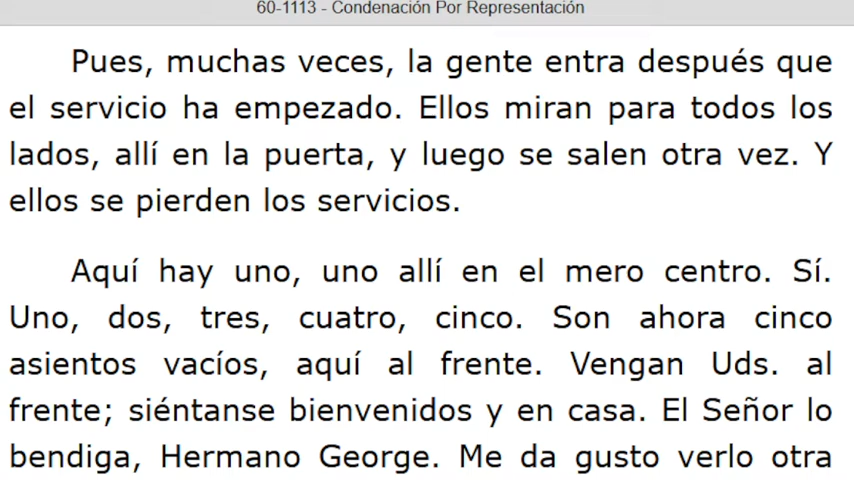 60-1113 - Condenación Por Representación
Pues, muchas veces, la gente entra después que
el servicio ha empezado. Ellos miran para todos los
lados, allí en la puerta, y luego se salen otra vez. Y
ellos se pierden los servicios.
Aquí hay uno, uno allí en el mero centro. Sí.
Uno, dos, tres, cuatro, cinco. Son ahora cinco
asientos vacíos, aquí al frente. Vengan Uds. al
frente; siéntanse bienvenidos y en casa. El Señor lo
bendiga, Hermano George. Me da gusto verlo otra